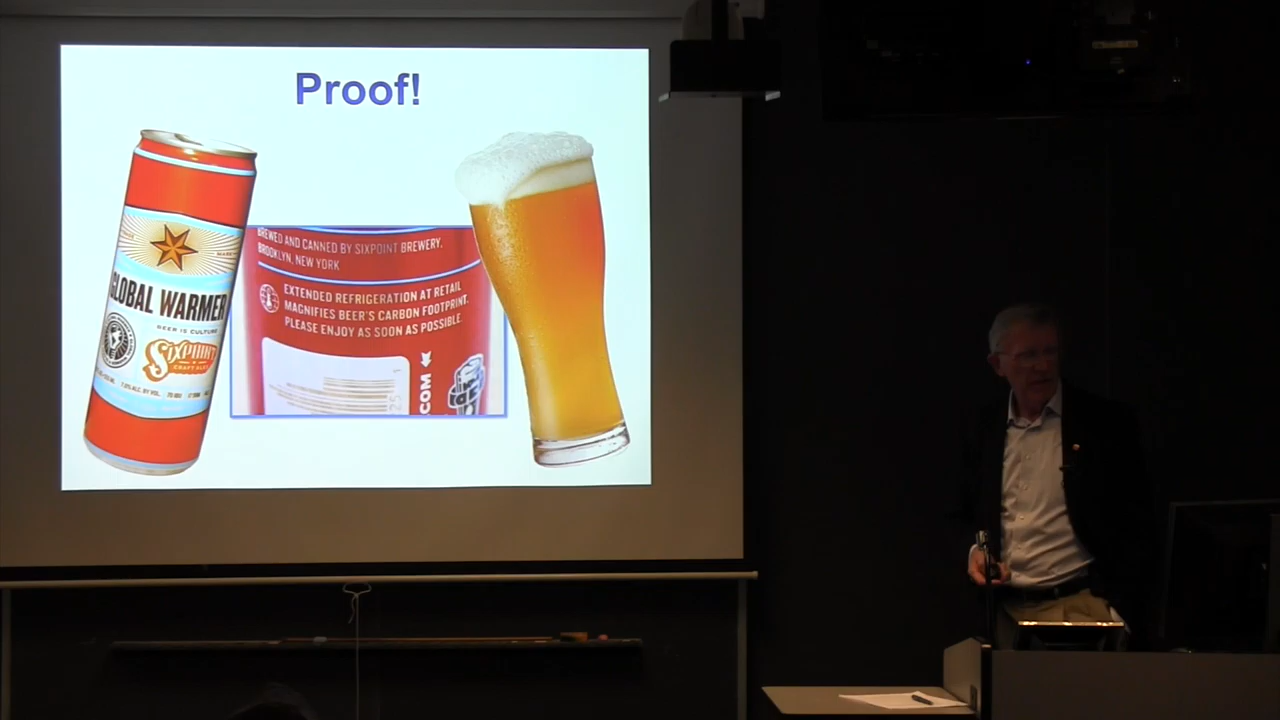 Proof!
GLOBAL WARMER
BEER IS CULTURE
SIXPOINT
CRAFT ALES
BREWED AND CANNED BY SIXPOINT BREWERY.
BROOKLYN, NEW YORK
EXTENDED REFRIGERATION AT RETAIL
MAGNIFIES BEER'S CARBON FOOTPRINT.
PLEASE ENJOY AS SOON AS POSSIBLE.
.COM